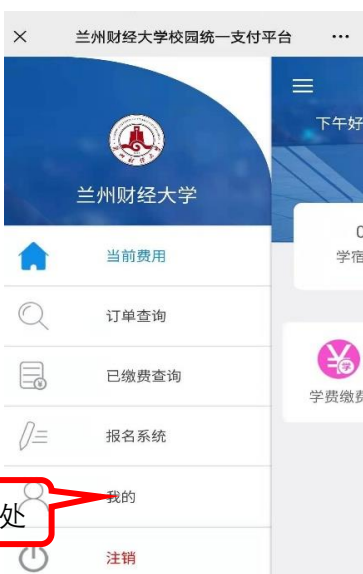 兰州财经大学校园统一支付平台
下午好
兰州财经大学
学宿
当前费用
订单查询
已缴费查询
学费缴费
报名系统
我的
处
注销